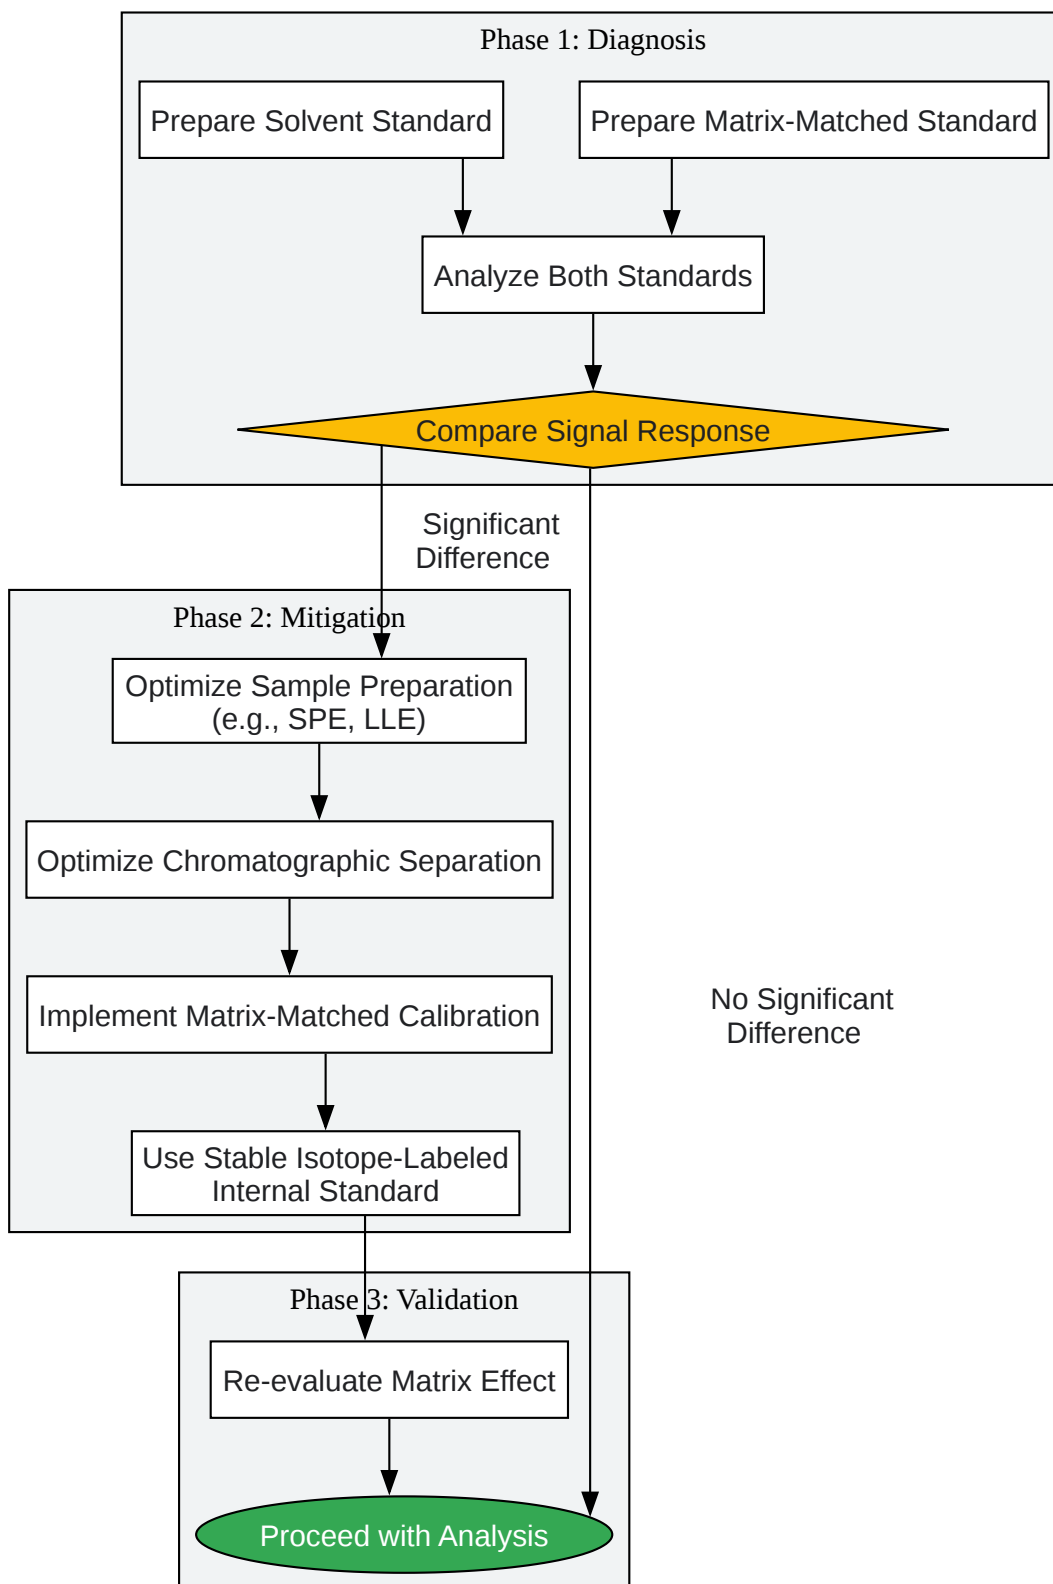 Phase 1: Diagnosis
Prepare Solvent Standard
Prepare Matrix-Matched Standard
Analyze Both Standards
Compare Signal Response
Significant
Difference
Phase 2: Mitigation
Optimize Sample Preparation
(e.g., SPE, LLE)
Optimize Chromatographic Separation
Implement Matrix-Matched Calibration
No Significant
Difference
Use Stable Isotope-Labeled
Internal Standard
Phase 3: Validation
Re-evaluate Matrix Effect
Proceed with Analysis